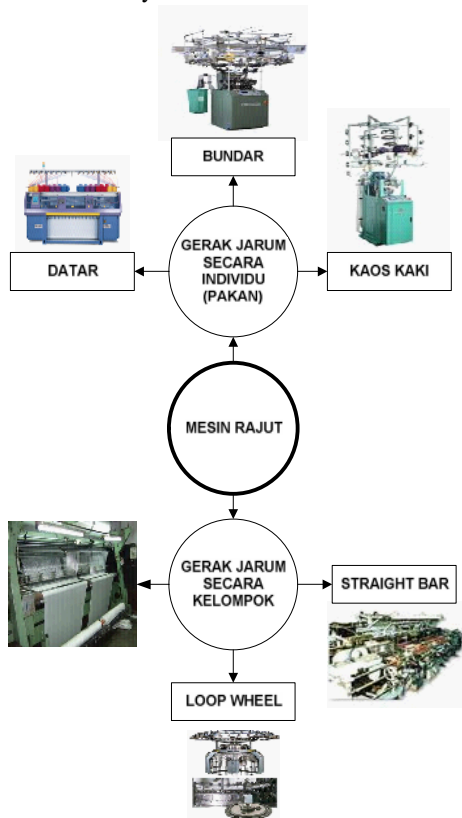 BUNDAR
DATAR
GERAK JARUM
SECARA
INDIVIDU
(PAKAN)
KAOS KAKI
MESIN RAJUT
GERAK JARUM
SECARA
KELOMPOK
STRAIGHT BAR
LOOP WHEEL